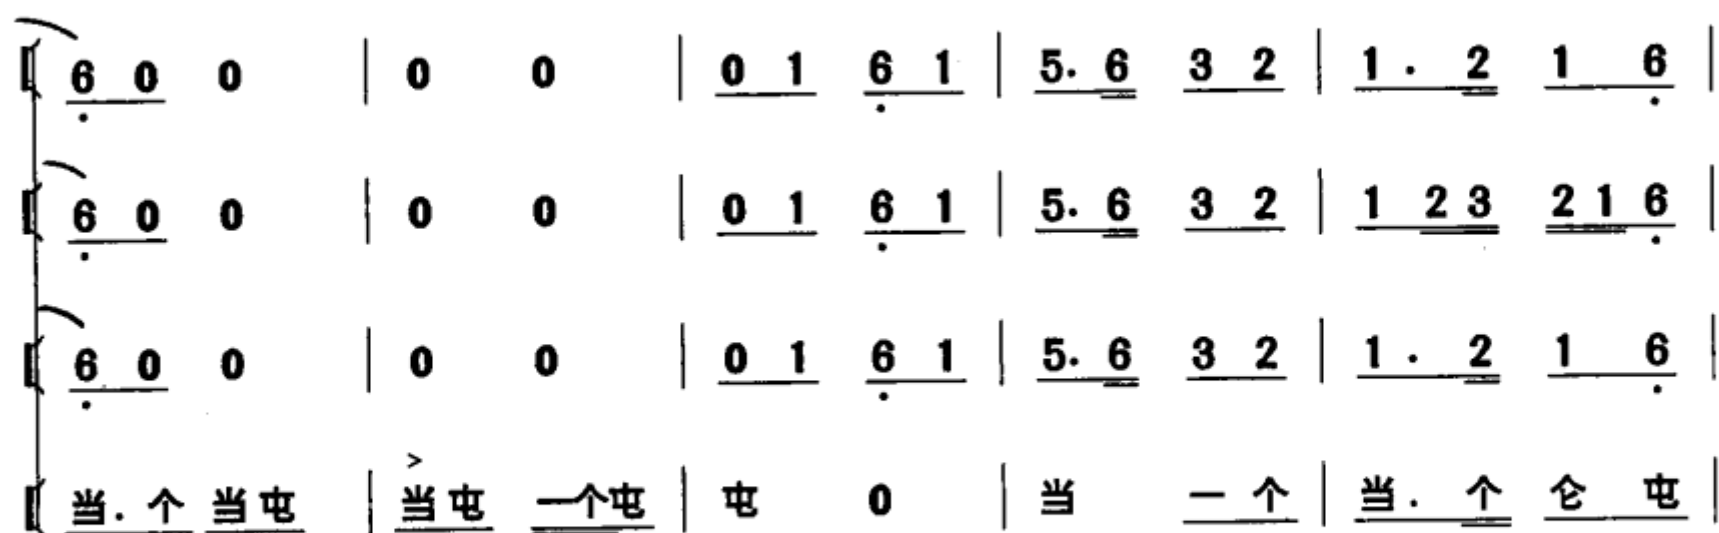 6 0 0 | 0 0 | 0 1 6 1 | 5. 6 3 2 | 1 . 2 1 6 |
6 0 0 | 0 0 | 0 1 6 1 | 5. 6 3 2 | 1 2 3 2 1 6 |
6 0 0 | 0 0 | 0 1 6 1 | 5. 6 3 2 | 1 . 2 1 6 |
>
当. 个 当 屯 | 当 屯 一个屯 | 屯 0 | 当 一 个 | 当. 个 仑 屯 |